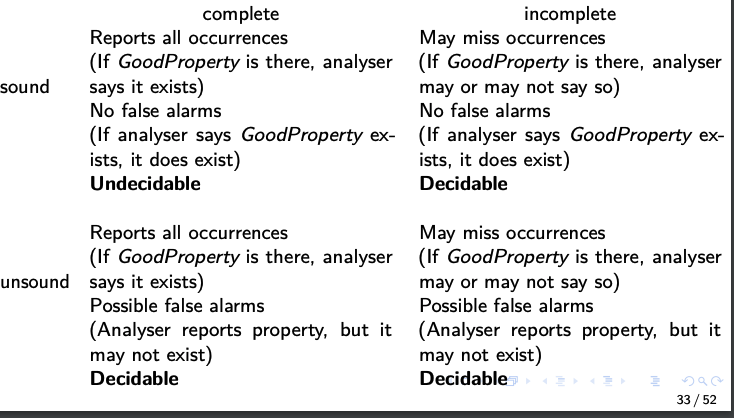 complete
incomplete
sound
Reports all occurrences
(If GoodProperty is there, analyser
says it exists)
No false alarms
(If analyser says GoodProperty ex-
ists, it does exist)
Undecidable
May miss occurrences
(If GoodProperty is there, analyser
may or may not say so)
No false alarms
(If analyser says GoodProperty ex-
ists, it does exist)
Decidable
unsound
Reports all occurrences
(If GoodProperty is there, analyser
says it exists)
Possible false alarms
(Analyser reports property, but it
may not exist)
Decidable
May miss occurrences
(If GoodProperty is there, analyser
may or may not say so)
Possible false alarms
(Analyser reports property, but it
may not exist)
Decidable
33 / 52